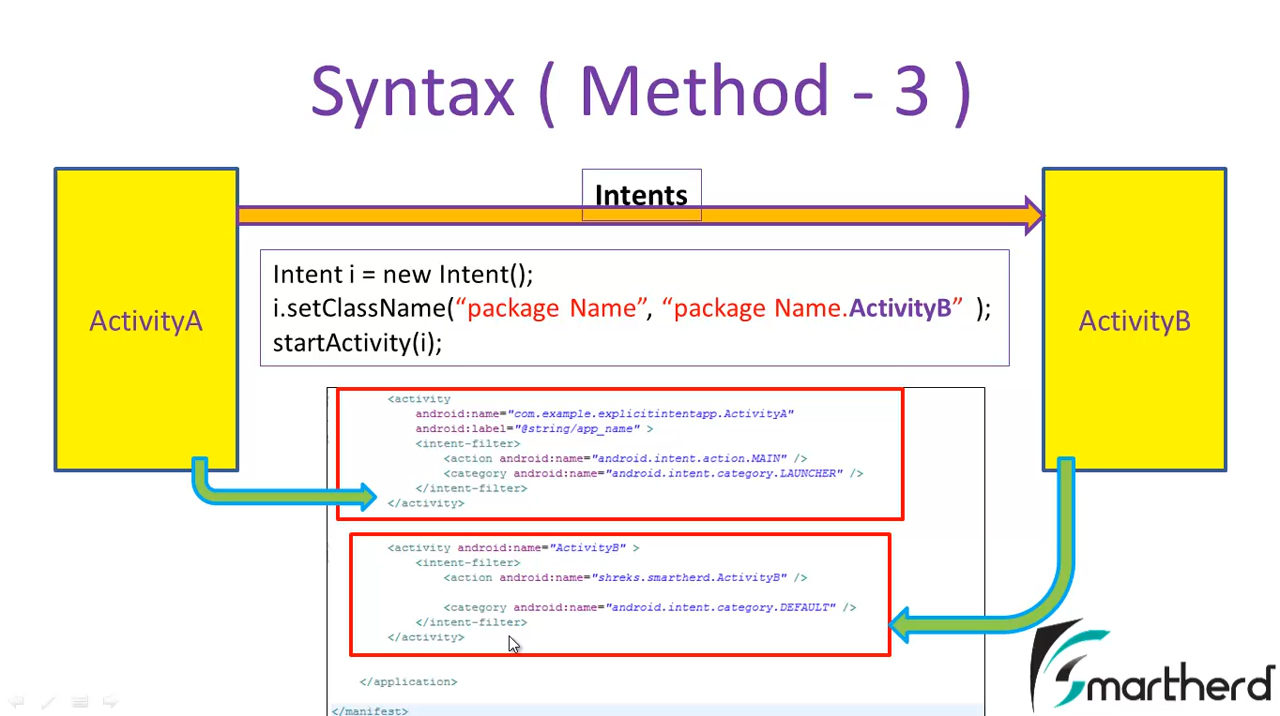 Syntax ( Method - 3 )
Intents
ActivityA
ActivityB
Intent i = new Intent();
i.setClassName(“package Name”, “package Name.ActivityB” );
startActivity(i);
<activity
android:name="com.example.explicitintentapp.ActivityA"
android:label="@string/app_name" >
<intent-filter>
<action android:name="android.intent.action.MAIN" />
<category android:name="android.intent.category.LAUNCHER" />
</intent-filter>
</activity>
<activity android:name="ActivityB" >
<intent-filter>
<action android:name="shreks.smartherd.ActivityB" />
<category android:name="android.intent.category.DEFAULT" />
</intent-filter>
</activity>
</application>
</manifest>
Smartherd